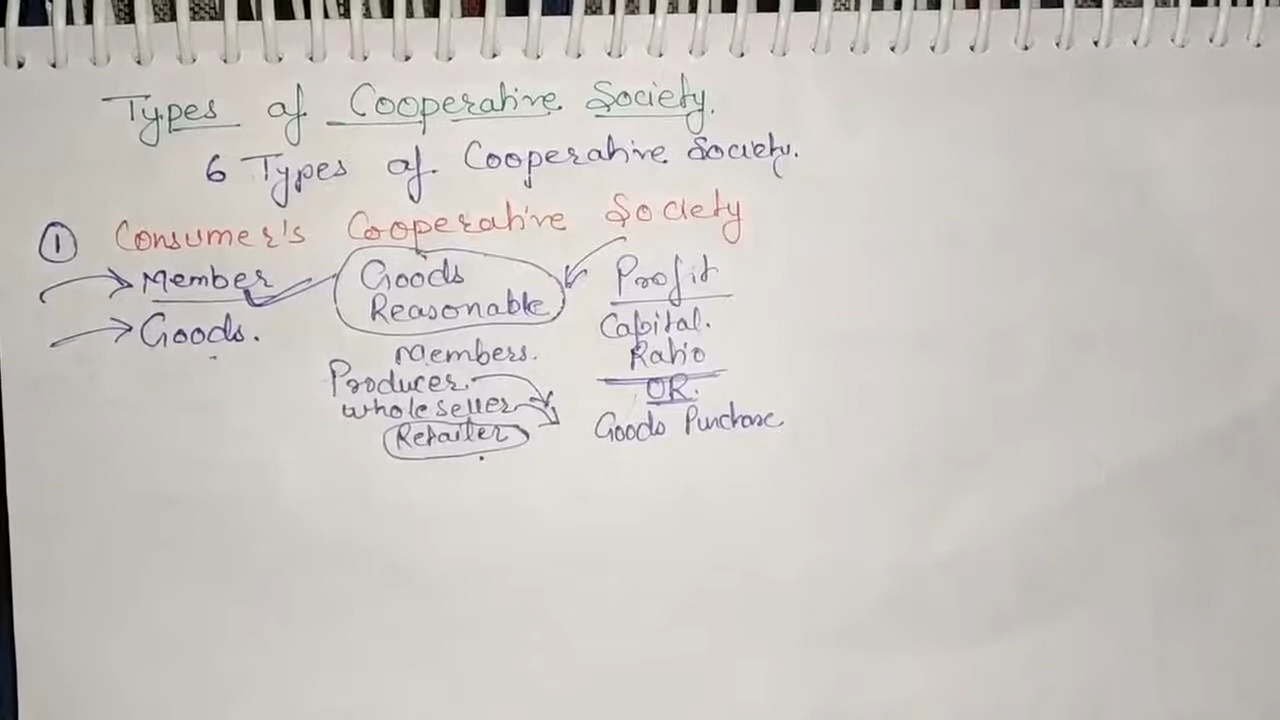 Types of Cooperative Society.
6 Types of Cooperative Society.
① Consumer's Cooperative Society
Member
Goods.
Goods
Reasonable
Members.
Producer.
Wholeseller
Retailer
Profit
Capital.
Ratio
OR.
Goods Purchase